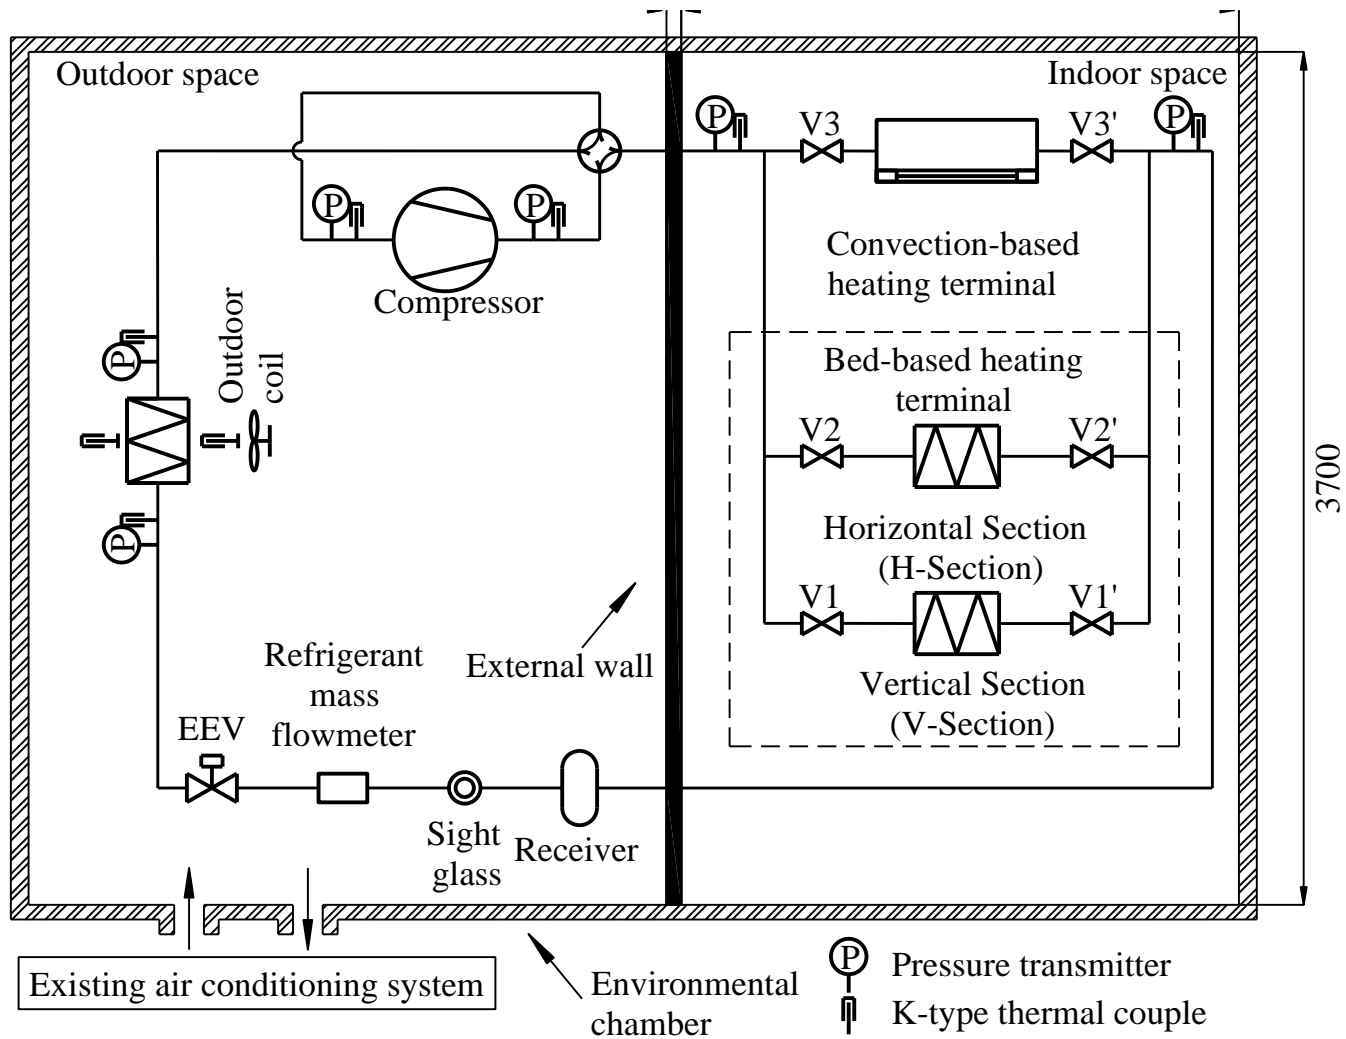 Outdoor space
Indoor space
P
V3
V3'
P
P
P
Convection-based
heating terminal
Compressor
P
Outdoor
coil
Bed-based heating
terminal
V2
V2'
3700
P
Horizontal Section
(H-Section)
V1
V1'
External wall
Refrigerant
mass
flowmeter
Vertical Section
(V-Section)
EEV
Sight
glass
Receiver
Existing air conditioning system
Environmental
chamber
P
Pressure transmitter
K-type thermal couple